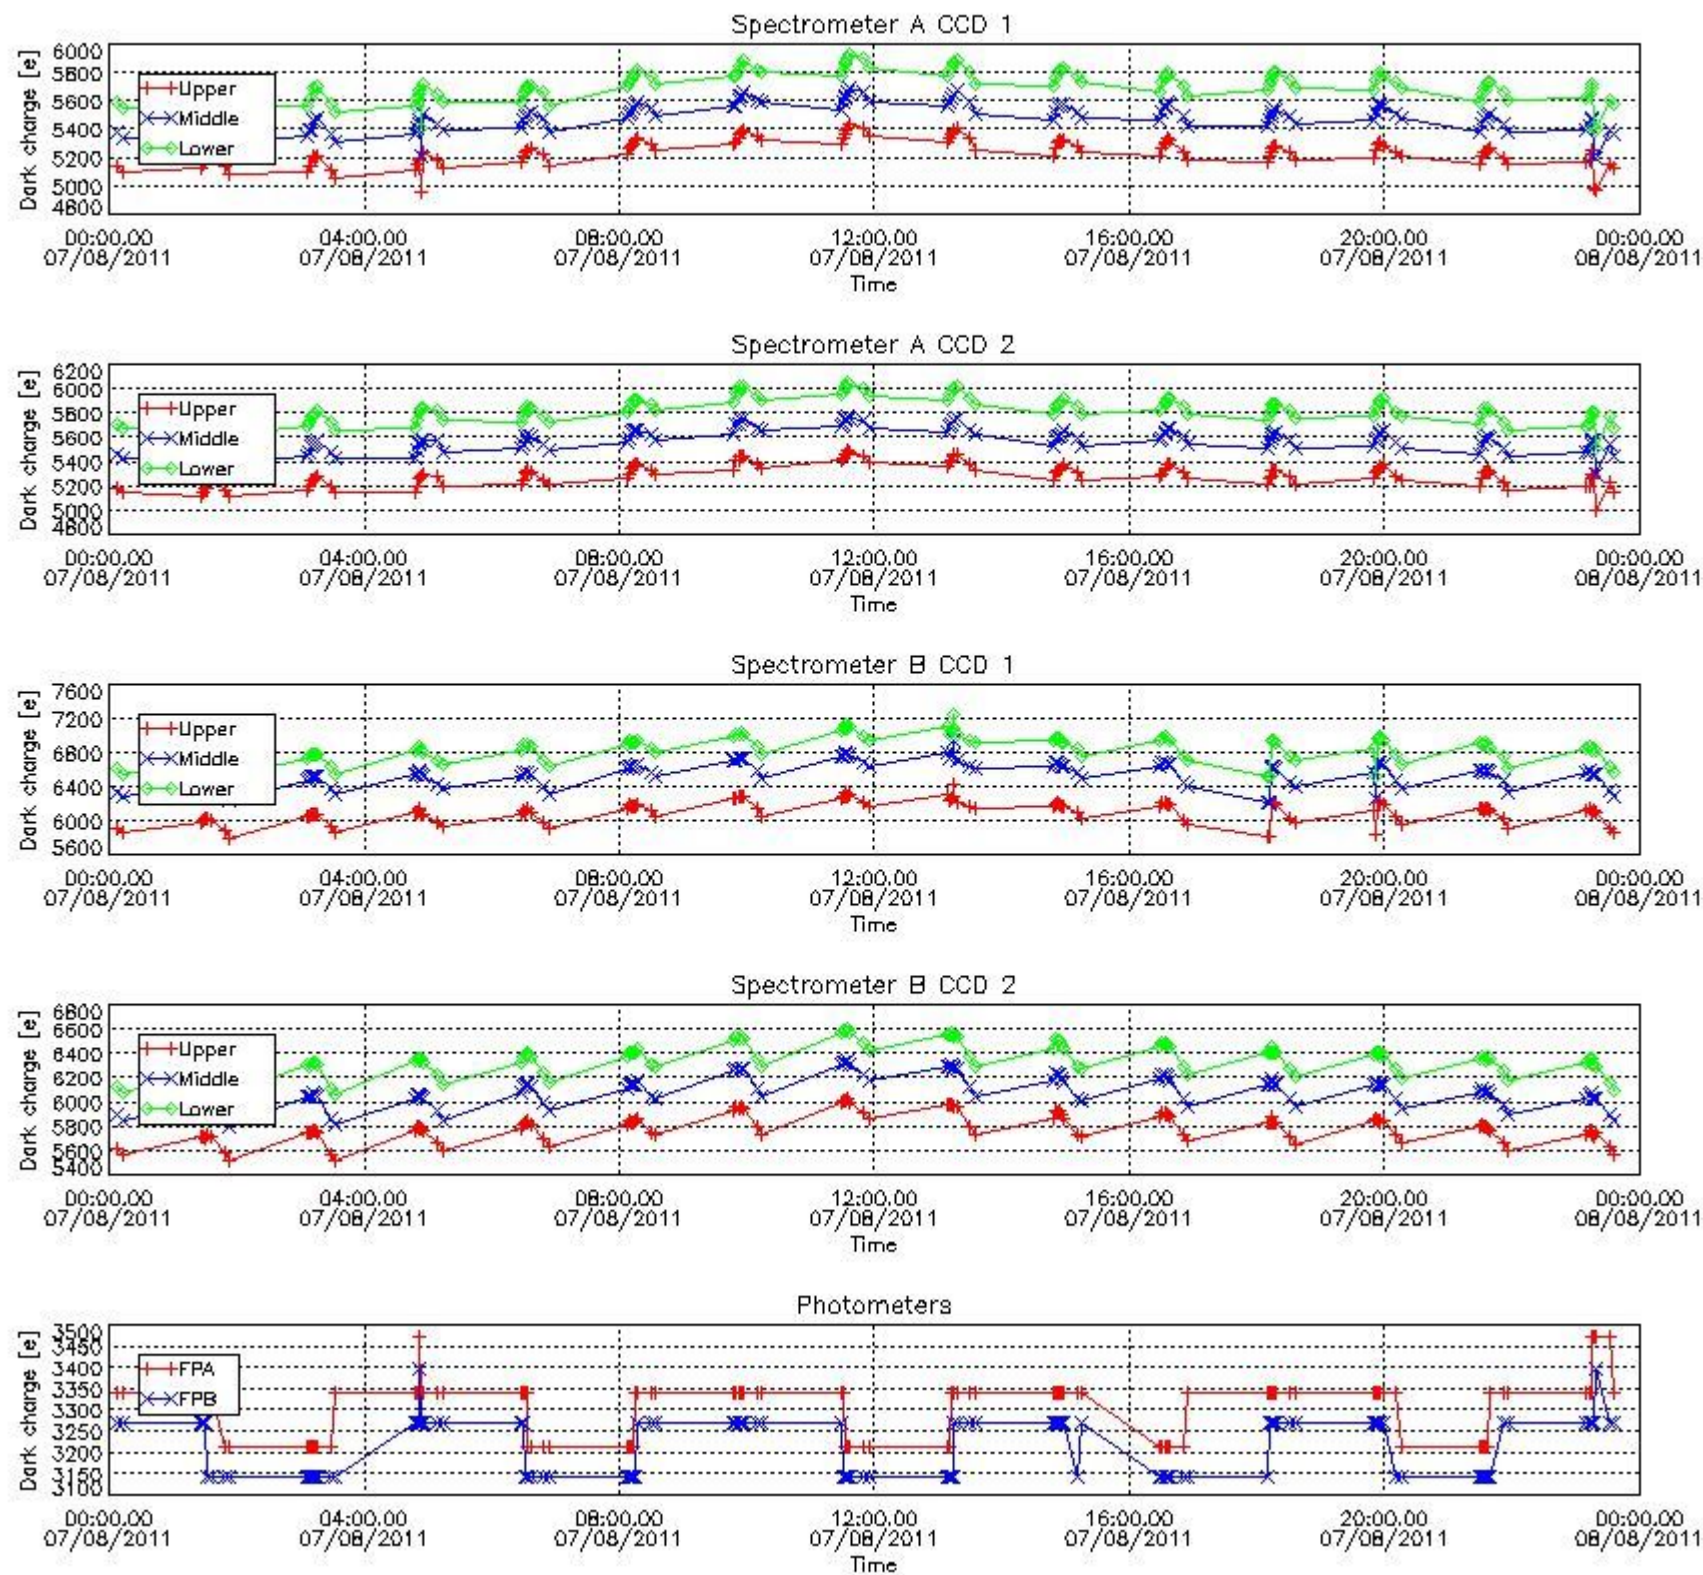 Spectrometer A CCD 1
Dark charge [e]
6000
5800
5600
5400
5200
5000
4800
Upper
Middle
Lower
00:00.00 04:00.00 08:00.00 12:00.00 16:00.00 20:00.00 00:00.00
07/08/2011 07/08/2011 07/08/2011 07/08/2011 07/08/2011 07/08/2011 08/08/2011
Time
Spectrometer A CCD 2
Dark charge [e]
6200
6000
5800
5600
5400
5200
5000
4800
Upper
Middle
Lower
00:00.00 04:00.00 08:00.00 12:00.00 16:00.00 20:00.00 00:00.00
07/08/2011 07/08/2011 07/08/2011 07/08/2011 07/08/2011 07/08/2011 08/08/2011
Time
Spectrometer B CCD 1
Dark charge [e]
7600
7200
6800
6400
6000
5600
Upper
Middle
Lower
00:00.00 04:00.00 08:00.00 12:00.00 16:00.00 20:00.00 00:00.00
07/08/2011 07/08/2011 07/08/2011 07/08/2011 07/08/2011 07/08/2011 08/08/2011
Time
Spectrometer B CCD 2
Dark charge [e]
6800
6600
6400
6200
6000
5800
5600
5400
Upper
Middle
Lower
00:00.00 04:00.00 08:00.00 12:00.00 16:00.00 20:00.00 00:00.00
07/08/2011 07/08/2011 07/08/2011 07/08/2011 07/08/2011 07/08/2011 08/08/2011
Time
Photometers
Dark charge [e]
3500
3450
3400
3350
3300
3250
3200
3150
3100
FPA
FPB
00:00.00 04:00.00 08:00.00 12:00.00 16:00.00 20:00.00 00:00.00
07/08/2011 07/08/2011 07/08/2011 07/08/2011 07/08/2011 07/08/2011 08/08/2011
Time